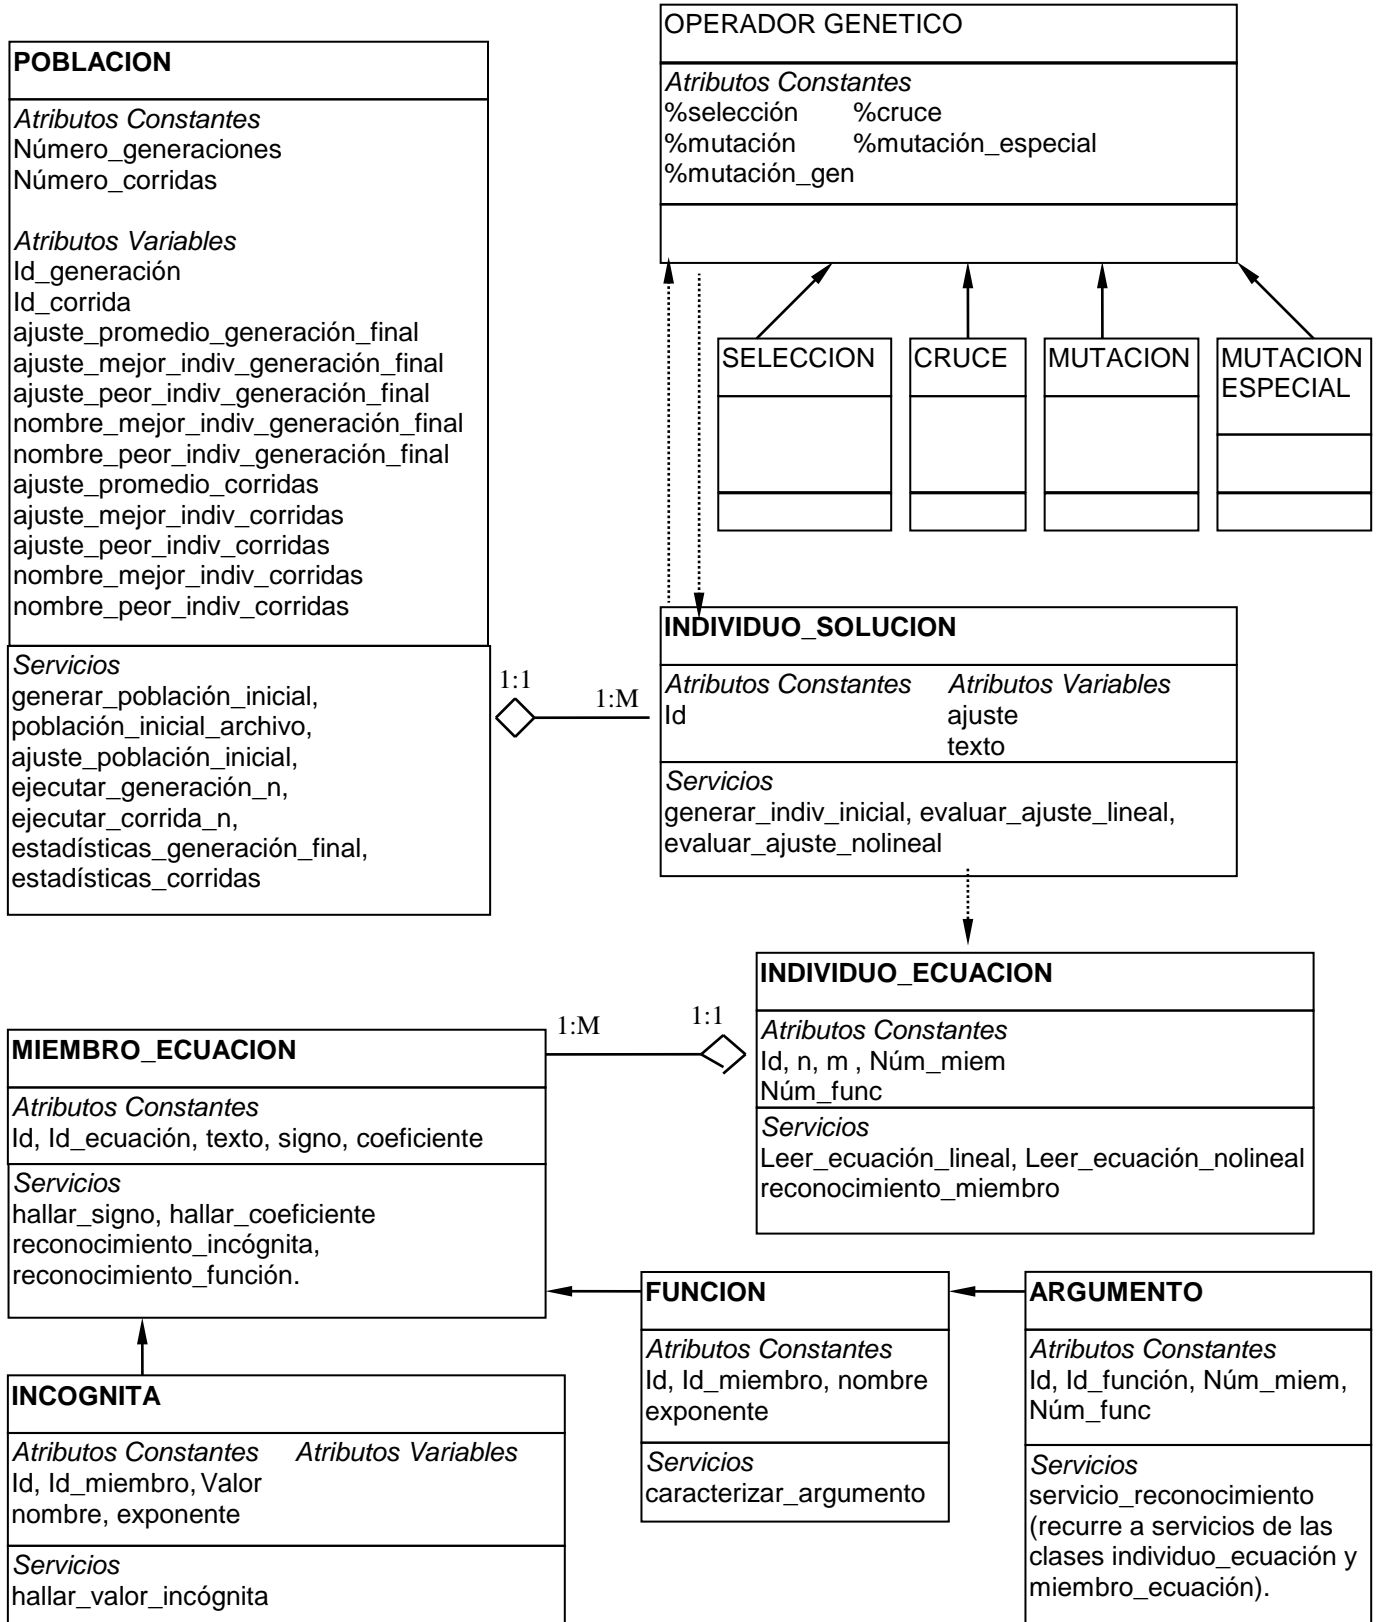 OPERADOR GENETICO
Atributos Constantes
%selección %cruce
%mutación %mutación_especial
%mutación_gen
POBLACION
Atributos Constantes
Número_generaciones
Número_corridas
Atributos Variables
Id_generación
Id_corrida
ajuste_promedio_generación_final
ajuste_mejor_indiv_generación_final
ajuste_peor_indiv_generación_final
nombre_mejor_indiv_generación_final
nombre_peor_indiv_generación_final
ajuste_promedio_corridas
ajuste_mejor_indiv_corridas
ajuste_peor_indiv_corridas
nombre_mejor_indiv_corridas
nombre_peor_indiv_corridas
Servicios
generar_población_inicial,
población_inicial_archivo,
ajuste_población_inicial,
ejecutar_generación_n,
ejecutar_corrida_n,
estadísticas_generación_final,
estadísticas_corridas
SELECCION
CRUCE
MUTACION
MUTACION
ESPECIAL
1:1
1:M
INDIVIDUO_SOLUCION
Atributos Constantes Atributos Variables
Id ajuste
texto
Servicios
generar_indiv_inicial, evaluar_ajuste_lineal,
evaluar_ajuste_nolineal
INDIVIDUO_ECUACION
Atributos Constantes
Id, n, m , Núm_miem
Núm_func
Servicios
Leer_ecuación_lineal, Leer_ecuación_nolineal
reconocimiento_miembro
1:M
1:1
MIEMBRO_ECUACION
Atributos Constantes
Id, Id_ecuación, texto, signo, coeficiente
Servicios
hallar_signo, hallar_coeficiente
reconocimiento_incógnita,
reconocimiento_función.
FUNCION
Atributos Constantes
Id, Id_miembro, nombre
exponente
Servicios
caracterizar_argumento
ARGUMENTO
Atributos Constantes
Id, Id_función, Núm_miem,
Núm_func
Servicios
servicio_reconocimiento
(recurre a servicios de las
clases individuo_ecuación y
miembro_ecuación).
INCOGNITA
Atributos Constantes Atributos Variables
Id, Id_miembro, Valor
nombre, exponente
Servicios
hallar_valor_incógnita